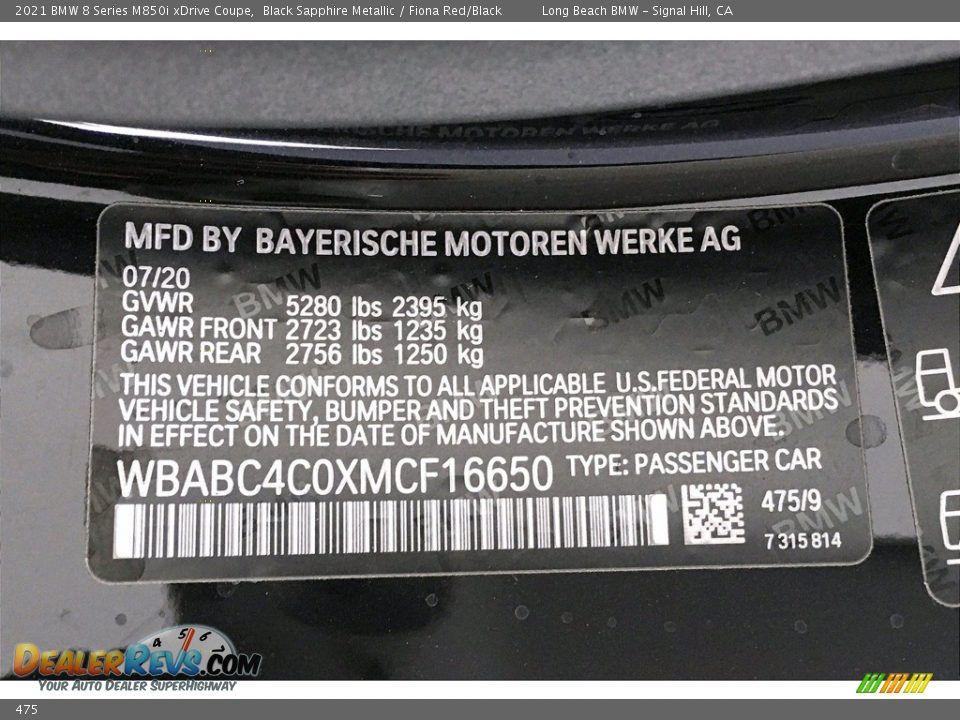 2021 BMW 8 Series M850i xDrive Coupe, Black Sapphire Metallic / Fiona Red/Black Long Beach BMW – Signal Hill, CA
MFD BY BAYERISCHE MOTOREN WERKE AG
07/20
GVWR 5280 lbs 2395 kg
GAWR FRONT 2723 lbs 1235 kg
GAWR REAR 2756 lbs 1250 kg
THIS VEHICLE CONFORMS TO ALL APPLICABLE U.S.FEDERAL MOTOR
VEHICLE SAFETY, BUMPER AND THEFT PREVENTION STANDARDS
IN EFFECT ON THE DATE OF MANUFACTURE SHOWN ABOVE.
WBABC4C0XMCF16650 TYPE: PASSENGER CAR
475/9
7 315 814
4 5 6
DEALERREVS.COM
YOUR AUTO DEALER SUPERHIGHWAY
475